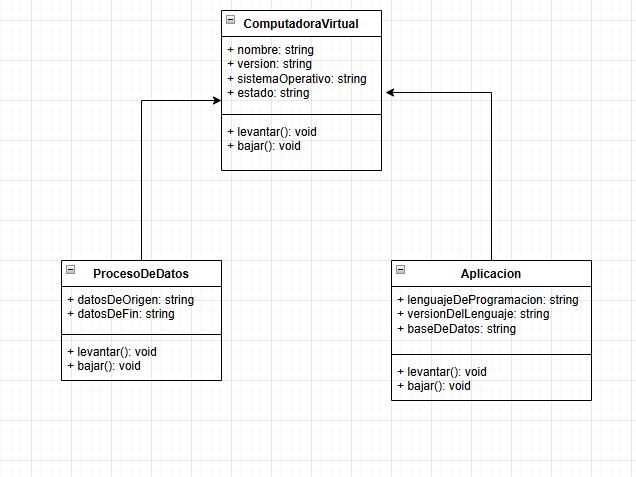 ComputadoraVirtual
+ nombre: string
+ version: string
+ sistemaOperativo: string
+ estado: string
+ levantar(): void
+ bajar(): void
ProcesoDeDatos
+ datosDeOrigen: string
+ datosDeFin: string
+ levantar(): void
+ bajar(): void
Aplicacion
+ lenguajeDeProgramacion: string
+ versionDelLenguaje: string
+ baseDeDatos: string
+ levantar(): void
+ bajar(): void